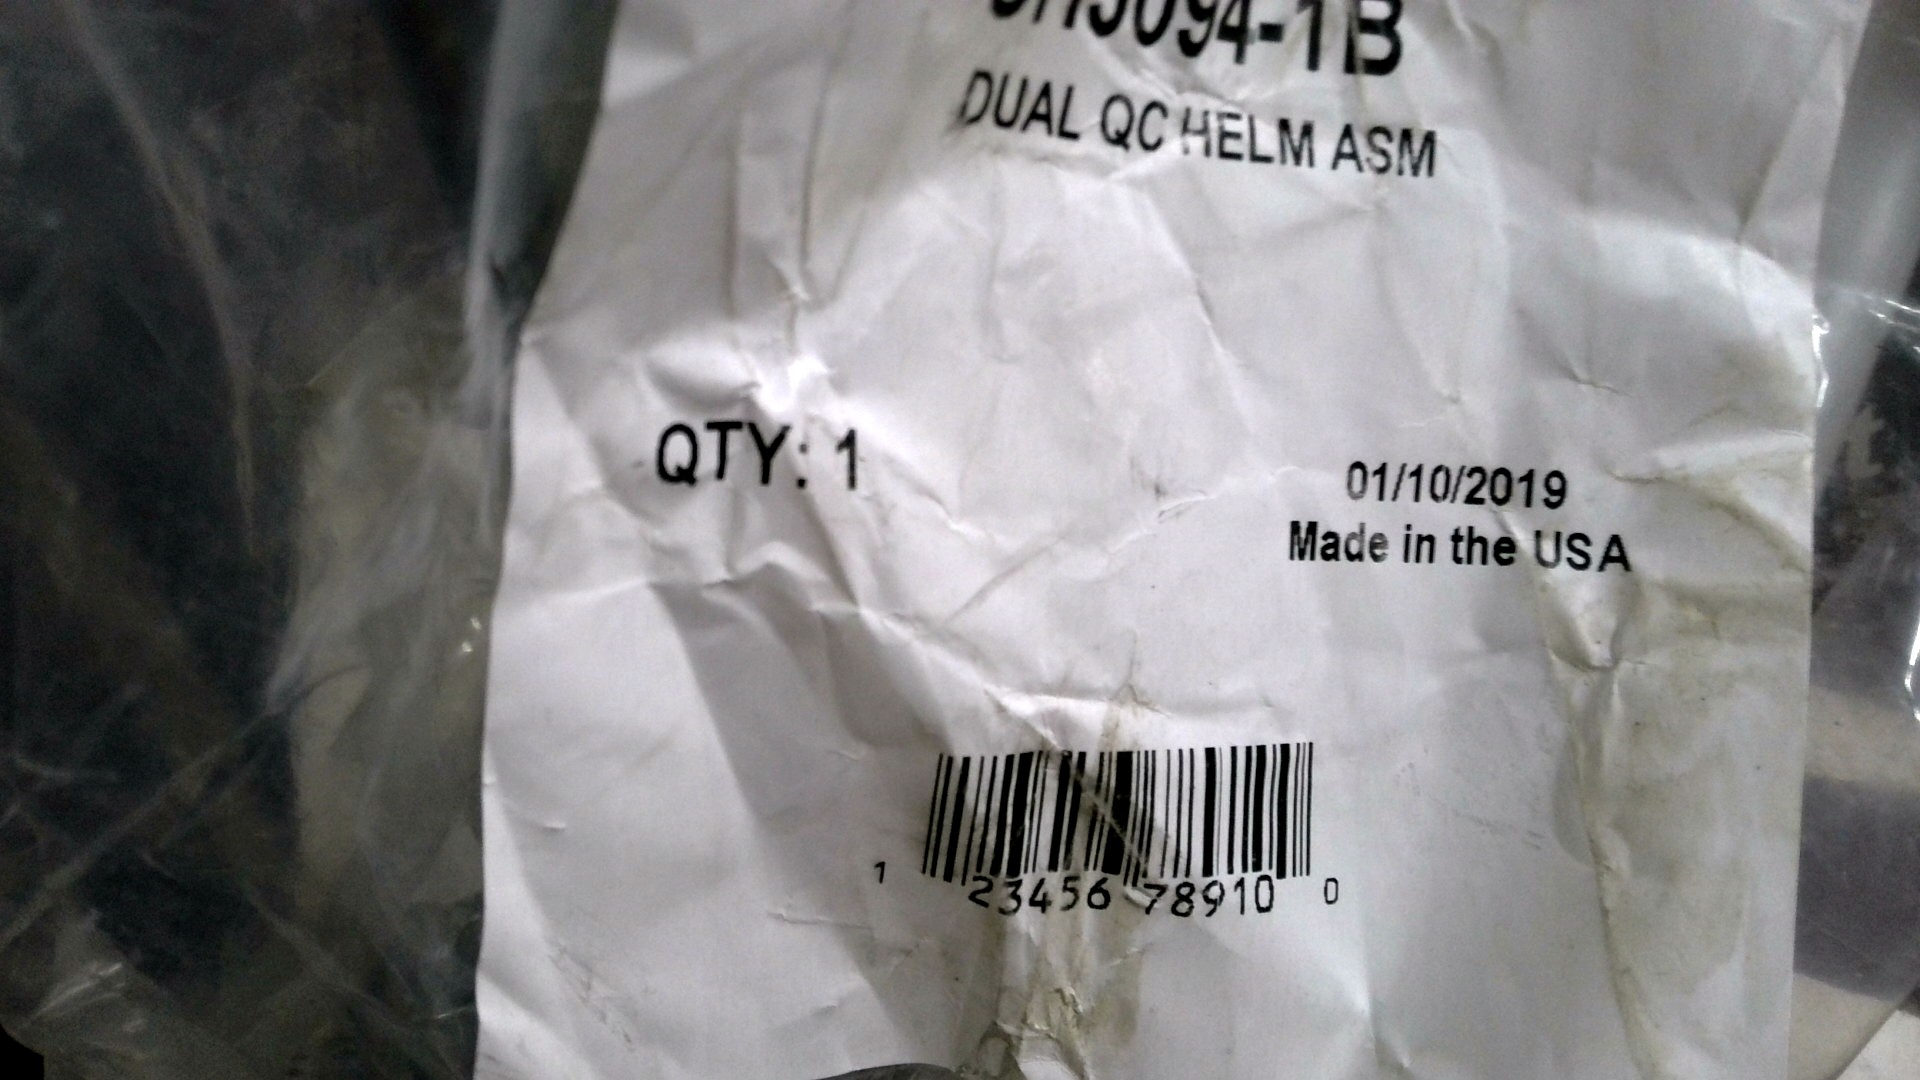 DUAL QC HELM ASM
QTY: 1
01/10/2019
Made in the USA
1 23456 78910 0